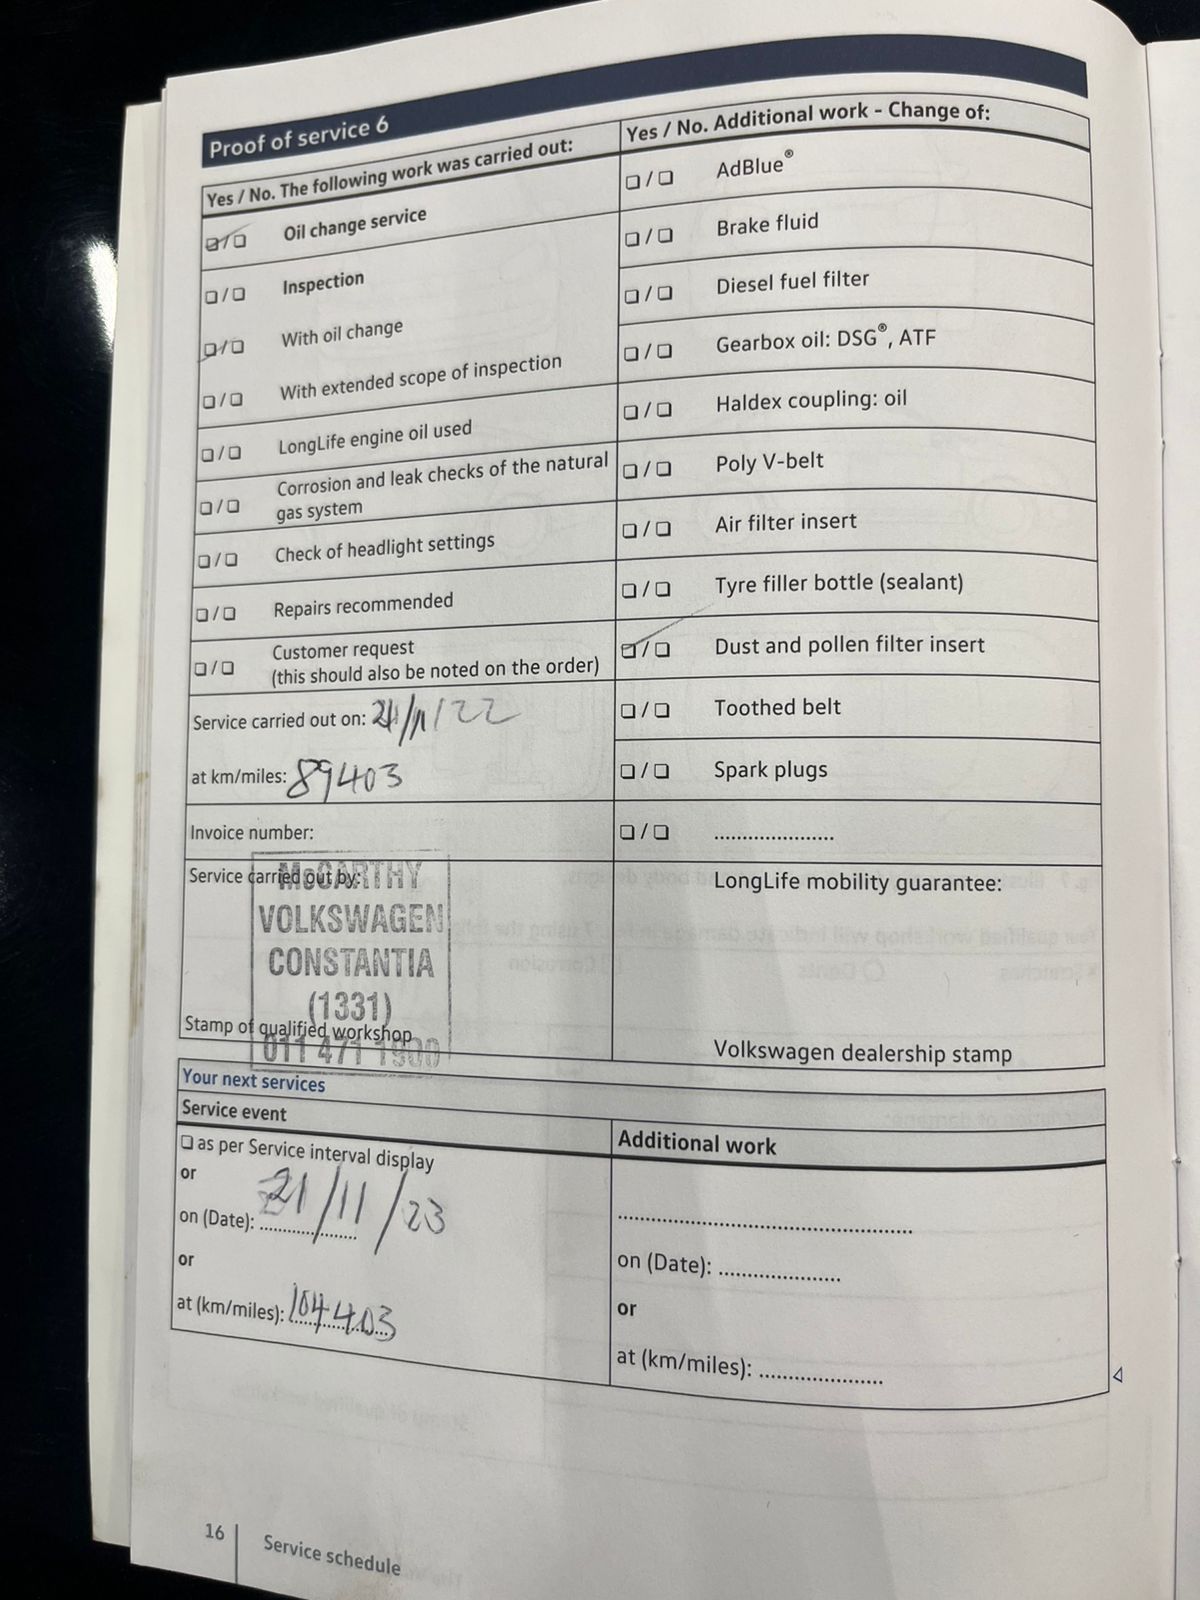 Proof of service 6
Yes / No. The following work was carried out:
❏ / ❏ Oil change service
❏ / ❏ Inspection
❏ / ❏ With oil change
❏ / ❏ With extended scope of inspection
❏ / ❏ LongLife engine oil used
❏ / ❏ Corrosion and leak checks of the natural
gas system
❏ / ❏ Check of headlight settings
❏ / ❏ Repairs recommended
❏ / ❏ Customer request
(this should also be noted on the order)
Service carried out on: 21/11/22
at km/miles: 89403
Invoice number:
Service carried out by:
McCARTHY
VOLKSWAGEN
CONSTANTIA
(1331)
Stamp of qualified workshop
011 471 1900
Yes / No. Additional work - Change of:
❏ / ❏ AdBlue®
❏ / ❏ Brake fluid
❏ / ❏ Diesel fuel filter
❏ / ❏ Gearbox oil: DSG®, ATF
❏ / ❏ Haldex coupling: oil
❏ / ❏ Poly V-belt
❏ / ❏ Air filter insert
❏ / ❏ Tyre filler bottle (sealant)
❏ / ❏ Dust and pollen filter insert
❏ / ❏ Toothed belt
❏ / ❏ Spark plugs
❏ / ❏ .....................
LongLife mobility guarantee:
Volkswagen dealership stamp
Your next services
Service event
❏ as per Service interval display
or
on (Date): 21/11/23
or
at (km/miles): 104403
Additional work
.....................................................
on (Date): .....................
or
at (km/miles): .....................
16
Service schedule